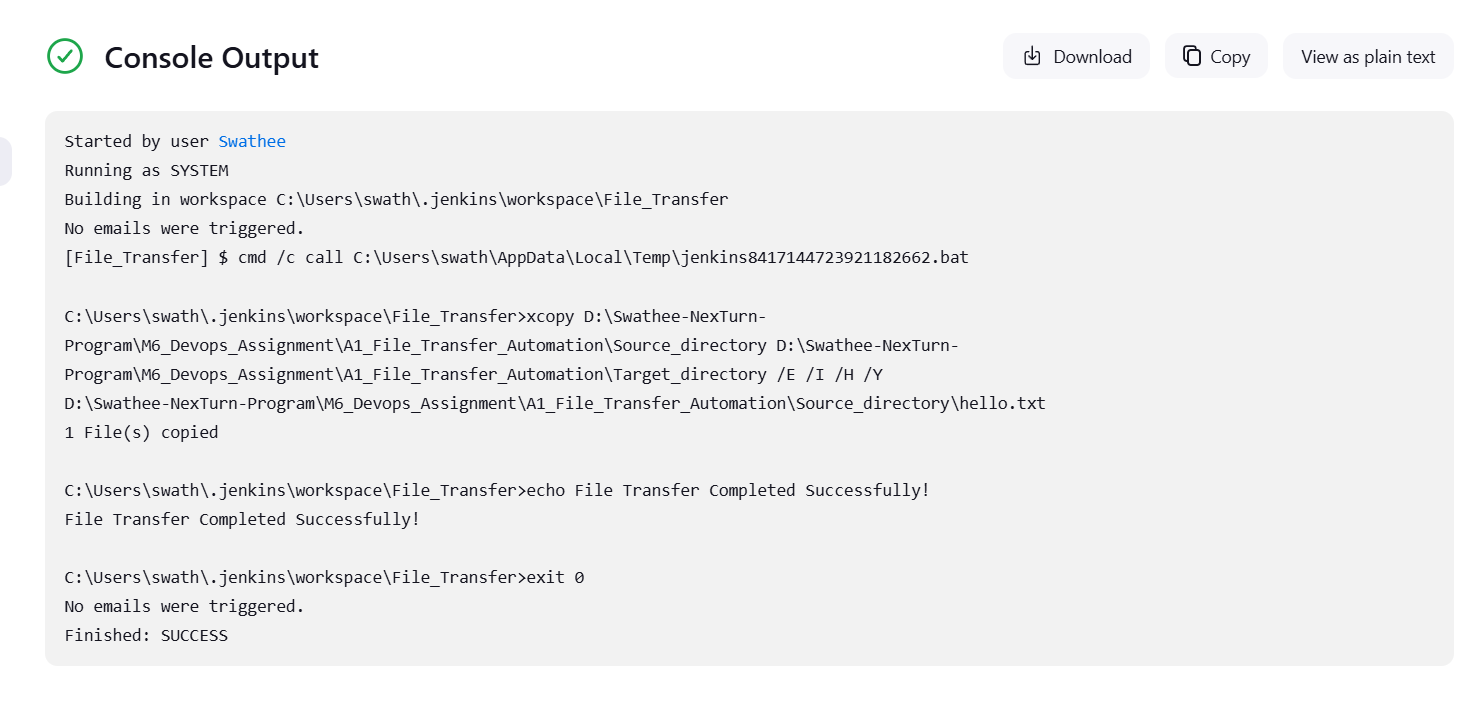 Console Output
Download
Copy
View as plain text
Started by user Swathee
Running as SYSTEM
Building in workspace C:\Users\swath\.jenkins\workspace\File_Transfer
No emails were triggered.
[File_Transfer] $ cmd /c call C:\Users\swath\AppData\Local\Temp\jenkins8417144723921182662.bat
C:\Users\swath\.jenkins\workspace\File_Transfer>xcopy D:\Swathee-NexTurn-
Program\M6_Devops_Assignment\A1_File_Transfer_Automation\Source_directory D:\Swathee-NexTurn-
Program\M6_Devops_Assignment\A1_File_Transfer_Automation\Target_directory /E /I /H /Y
D:\Swathee-NexTurn-Program\M6_Devops_Assignment\A1_File_Transfer_Automation\Source_directory\hello.txt
1 File(s) copied
C:\Users\swath\.jenkins\workspace\File_Transfer>echo File Transfer Completed Successfully!
File Transfer Completed Successfully!
C:\Users\swath\.jenkins\workspace\File_Transfer>exit 0
No emails were triggered.
Finished: SUCCESS